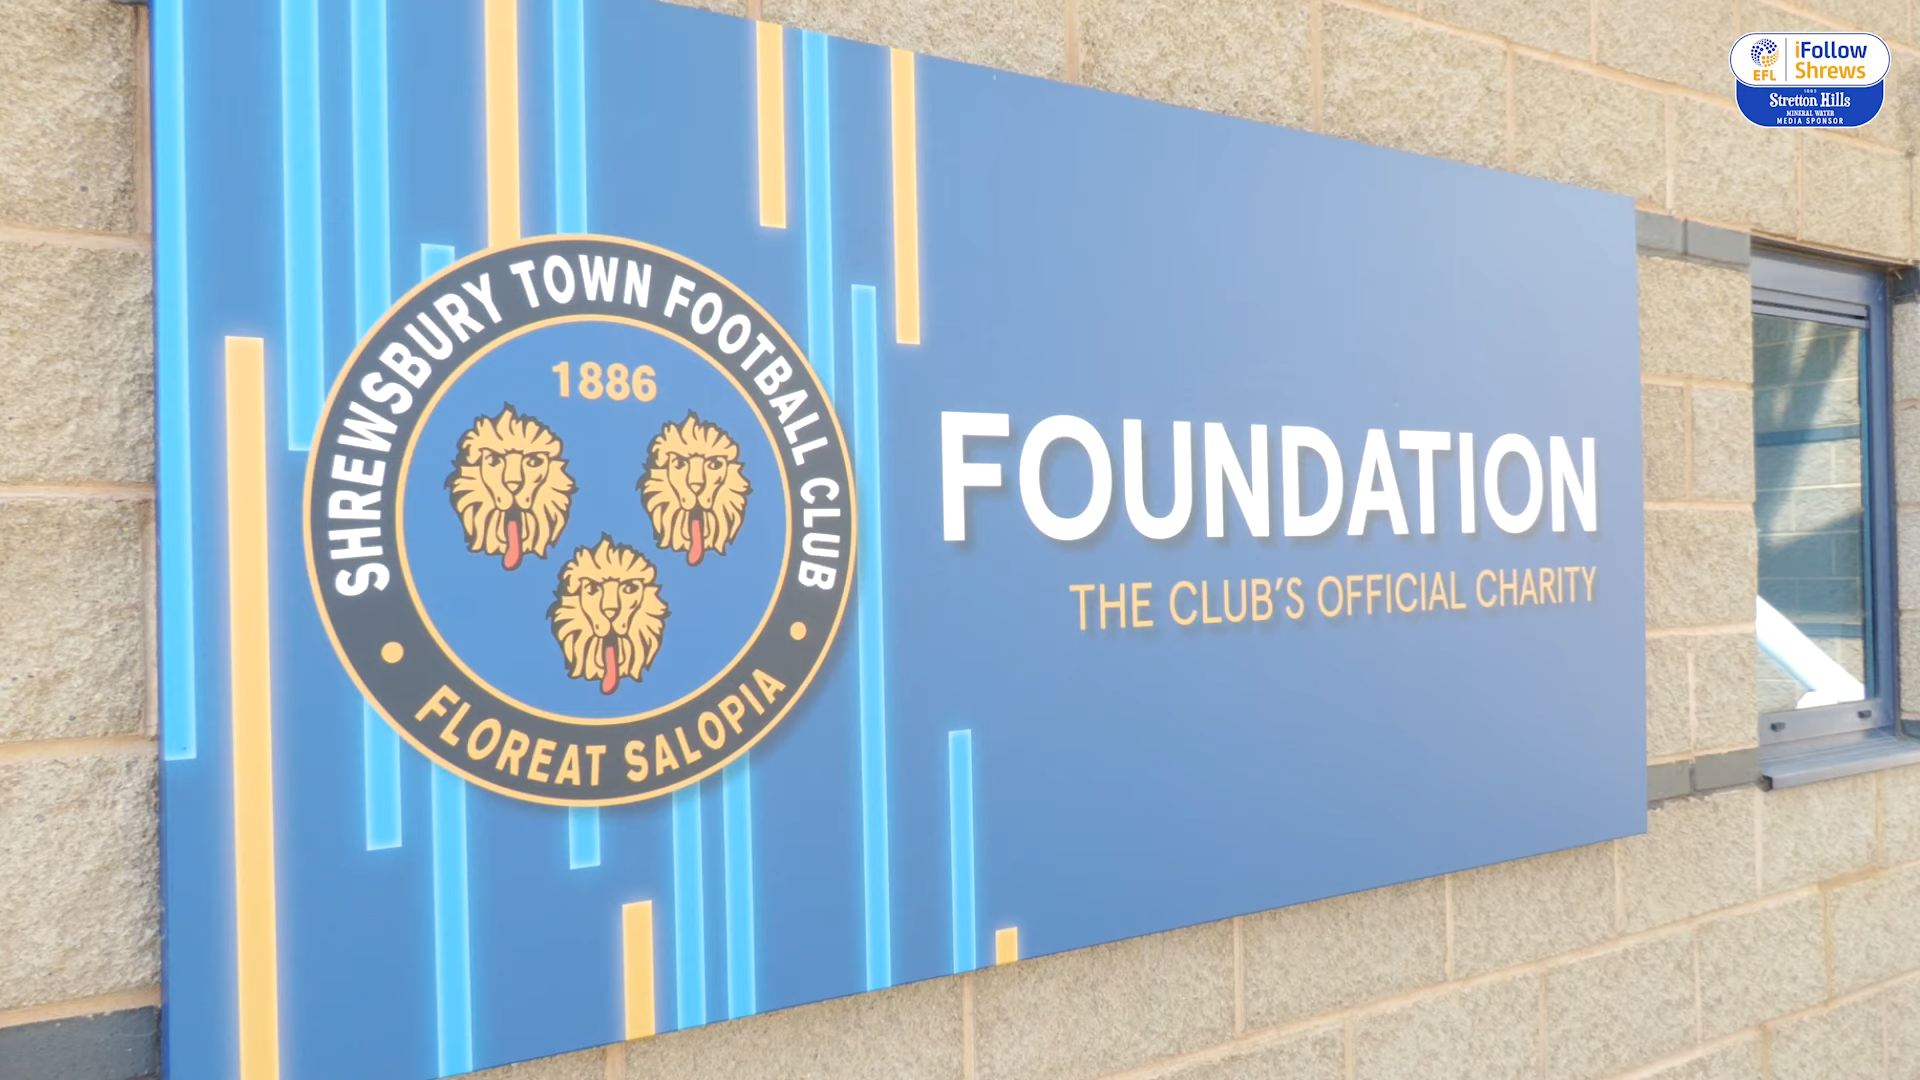 SHREWSBURY TOWN FOOTBALL CLUB
1886
FLOREAT SALOPIA
FOUNDATION
THE CLUB'S OFFICIAL CHARITY
EFL
iFollow
Shrews
1883
Stretton Hills
MINERAL WATER
MEDIA SPONSOR